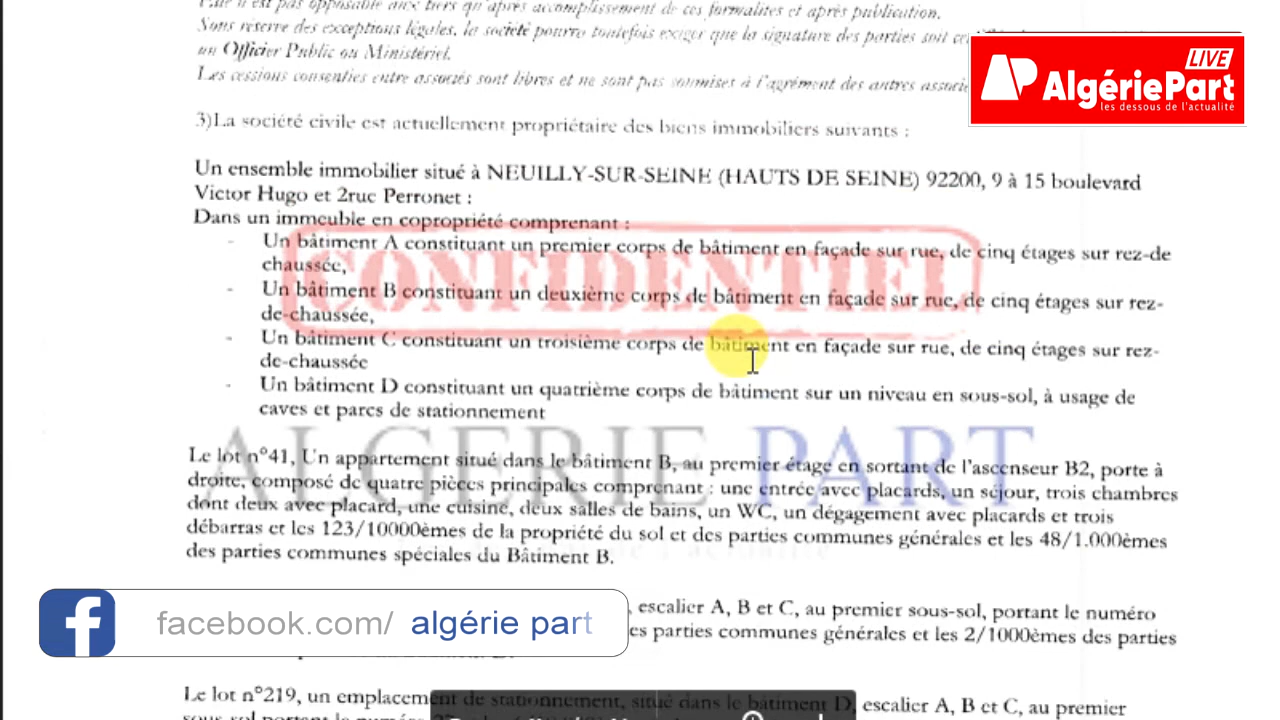 n'est pas opposable aux tiers qu'après accomplissement de ces formalités et après publication.
Sous réserve des exceptions légales, la société pourra toutefois exiger que la signature des parties soit
un Officier Public ou Ministériel.
Les cessions consenties entre associés sont libres et ne sont pas soumises à l'agrément des autres
LIVE
AP AlgériePart
les dessous de l'actualité
3)La société civile est actuellement propriétaire des biens immobiliers suivants :
Un ensemble immobilier situé à NEUILLY-SUR-SEINE (HAUTS DE SEINE) 92200, 9 à 15 boulevard
Victor Hugo et 2rue Perronet :
Dans un immeuble en copropriété comprenant :
- Un bâtiment A constituant un premier corps de bâtiment en façade sur rue, de cinq étages sur rez-de
chaussée,
- Un bâtiment B constituant un deuxième corps de bâtiment en façade sur rue, de cinq étages sur rez-
de-chaussée,
- Un bâtiment C constituant un troisième corps de bâtiment en façade sur rue, de cinq étages sur rez-
de-chaussée
- Un bâtiment D constituant un quatrième corps de bâtiment sur un niveau en sous-sol, à usage de
caves et parcs de stationnement
CONFIDENTIEL
ALGERIE PART
Le lot n°41, Un appartement situé dans le bâtiment B, au premier étage en sortant de l'ascenseur B2, porte à
droite, composé de quatre pièces principales comprenant : une entrée avec placards, un séjour, trois chambres
dont deux avec placard, une cuisine, deux salles de bains, un WC, un dégagement avec placards et trois
débarras et les 123/10000èmes de la propriété du sol et des parties communes générales et les 48/1.000èmes
des parties communes spéciales du Bâtiment B.
, escalier A, B et C, au premier sous-sol, portant le numéro
es parties communes générales et les 2/1000èmes des parties
facebook.com/ algérie part
Le lot n°219, un emplacement de stationnement, situé dans le bâtiment D, escalier A, B et C, au premier
sous-sol portant le numéro